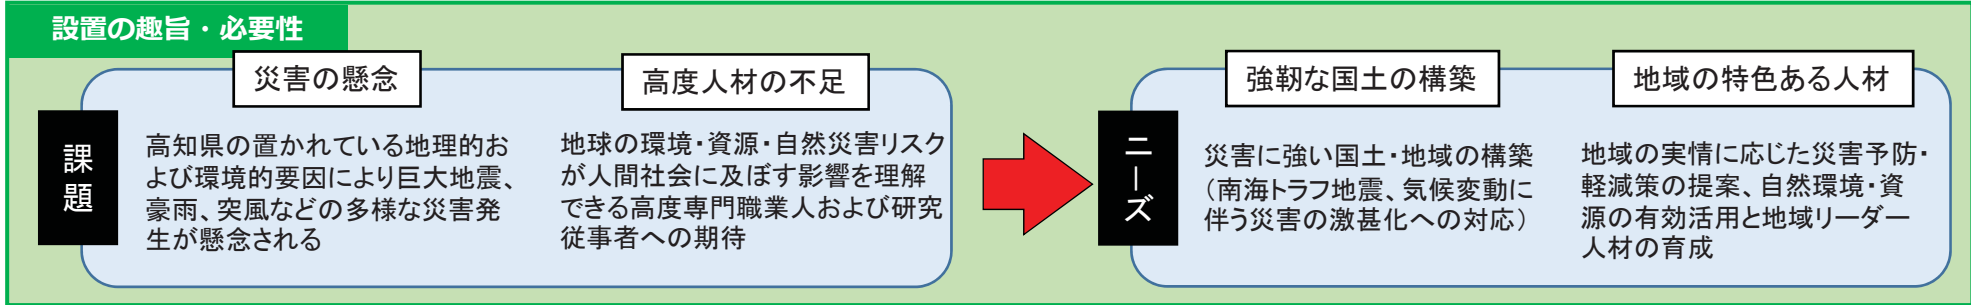 設置の趣旨・必要性
課題
災害の懸念
高知県の置かれている地理的お
よび環境的要因により巨大地震、
豪雨、突風などの多様な災害発
生が懸念される
高度人材の不足
地球の環境・資源・自然災害リスク
が人間社会に及ぼす影響を理解
できる高度専門職業人および研究
従事者への期待
ニーズ
強靭な国土の構築
災害に強い国土・地域の構築
（南海トラフ地震、気候変動に
伴う災害の激甚化への対応）
地域の特色ある人材
地域の実情に応じた災害予防・
軽減策の提案、自然環境・資
源の有効活用と地域リーダー
人材の育成